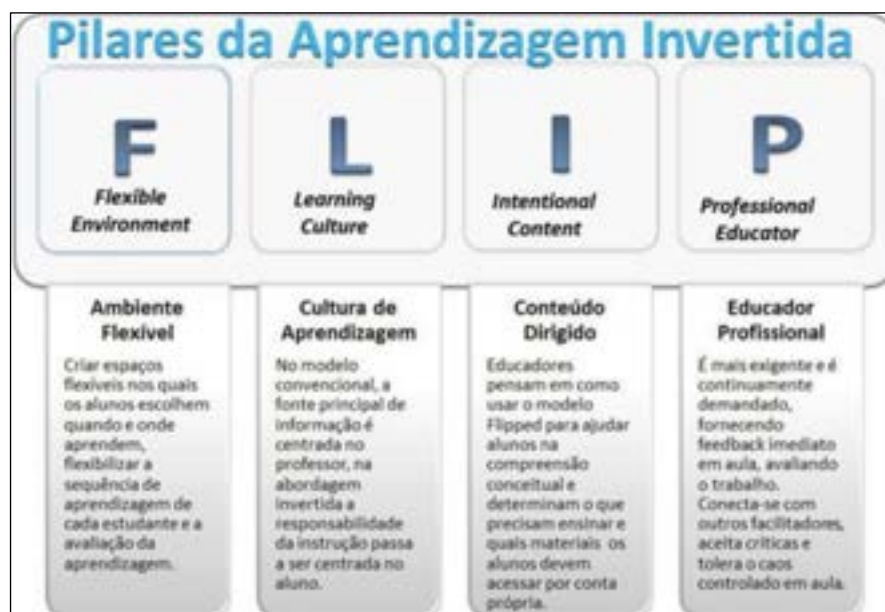 Pilares da Aprendizagem Invertida
F
Flexible
Environment
L
Learning
Culture
I
Intentional
Content
P
Professional
Educator
Ambiente
Flexível
Criar espaços
flexíveis nos quais
os alunos escolhem
quando e onde
aprendem,
flexibilizar a
sequência de
aprendizagem de
cada estudante e a
avaliação da
aprendizagem.
Cultura de
Aprendizagem
No modelo
convencional, a
fonte principal de
informação é
centrada no
professor, na
abordagem
invertida a
responsabilidade
da instrução passa
a ser centrada no
aluno.
Conteúdo
Dirigido
Educadores
pensam em como
usar o modelo
Flipped para ajudar
alunos na
compreensão
conceitual e
determinam o que
precisam ensinar e
quais materiais os
alunos devem
acessar por conta
própria.
Educador
Profissional
É mais exigente e é
continuamente
demandado,
fornecendo
feedback imediato
em aula, avaliando
o trabalho.
Conecta-se com
outros facilitadores,
aceita críticas e
tolera o caos
controlado em aula.